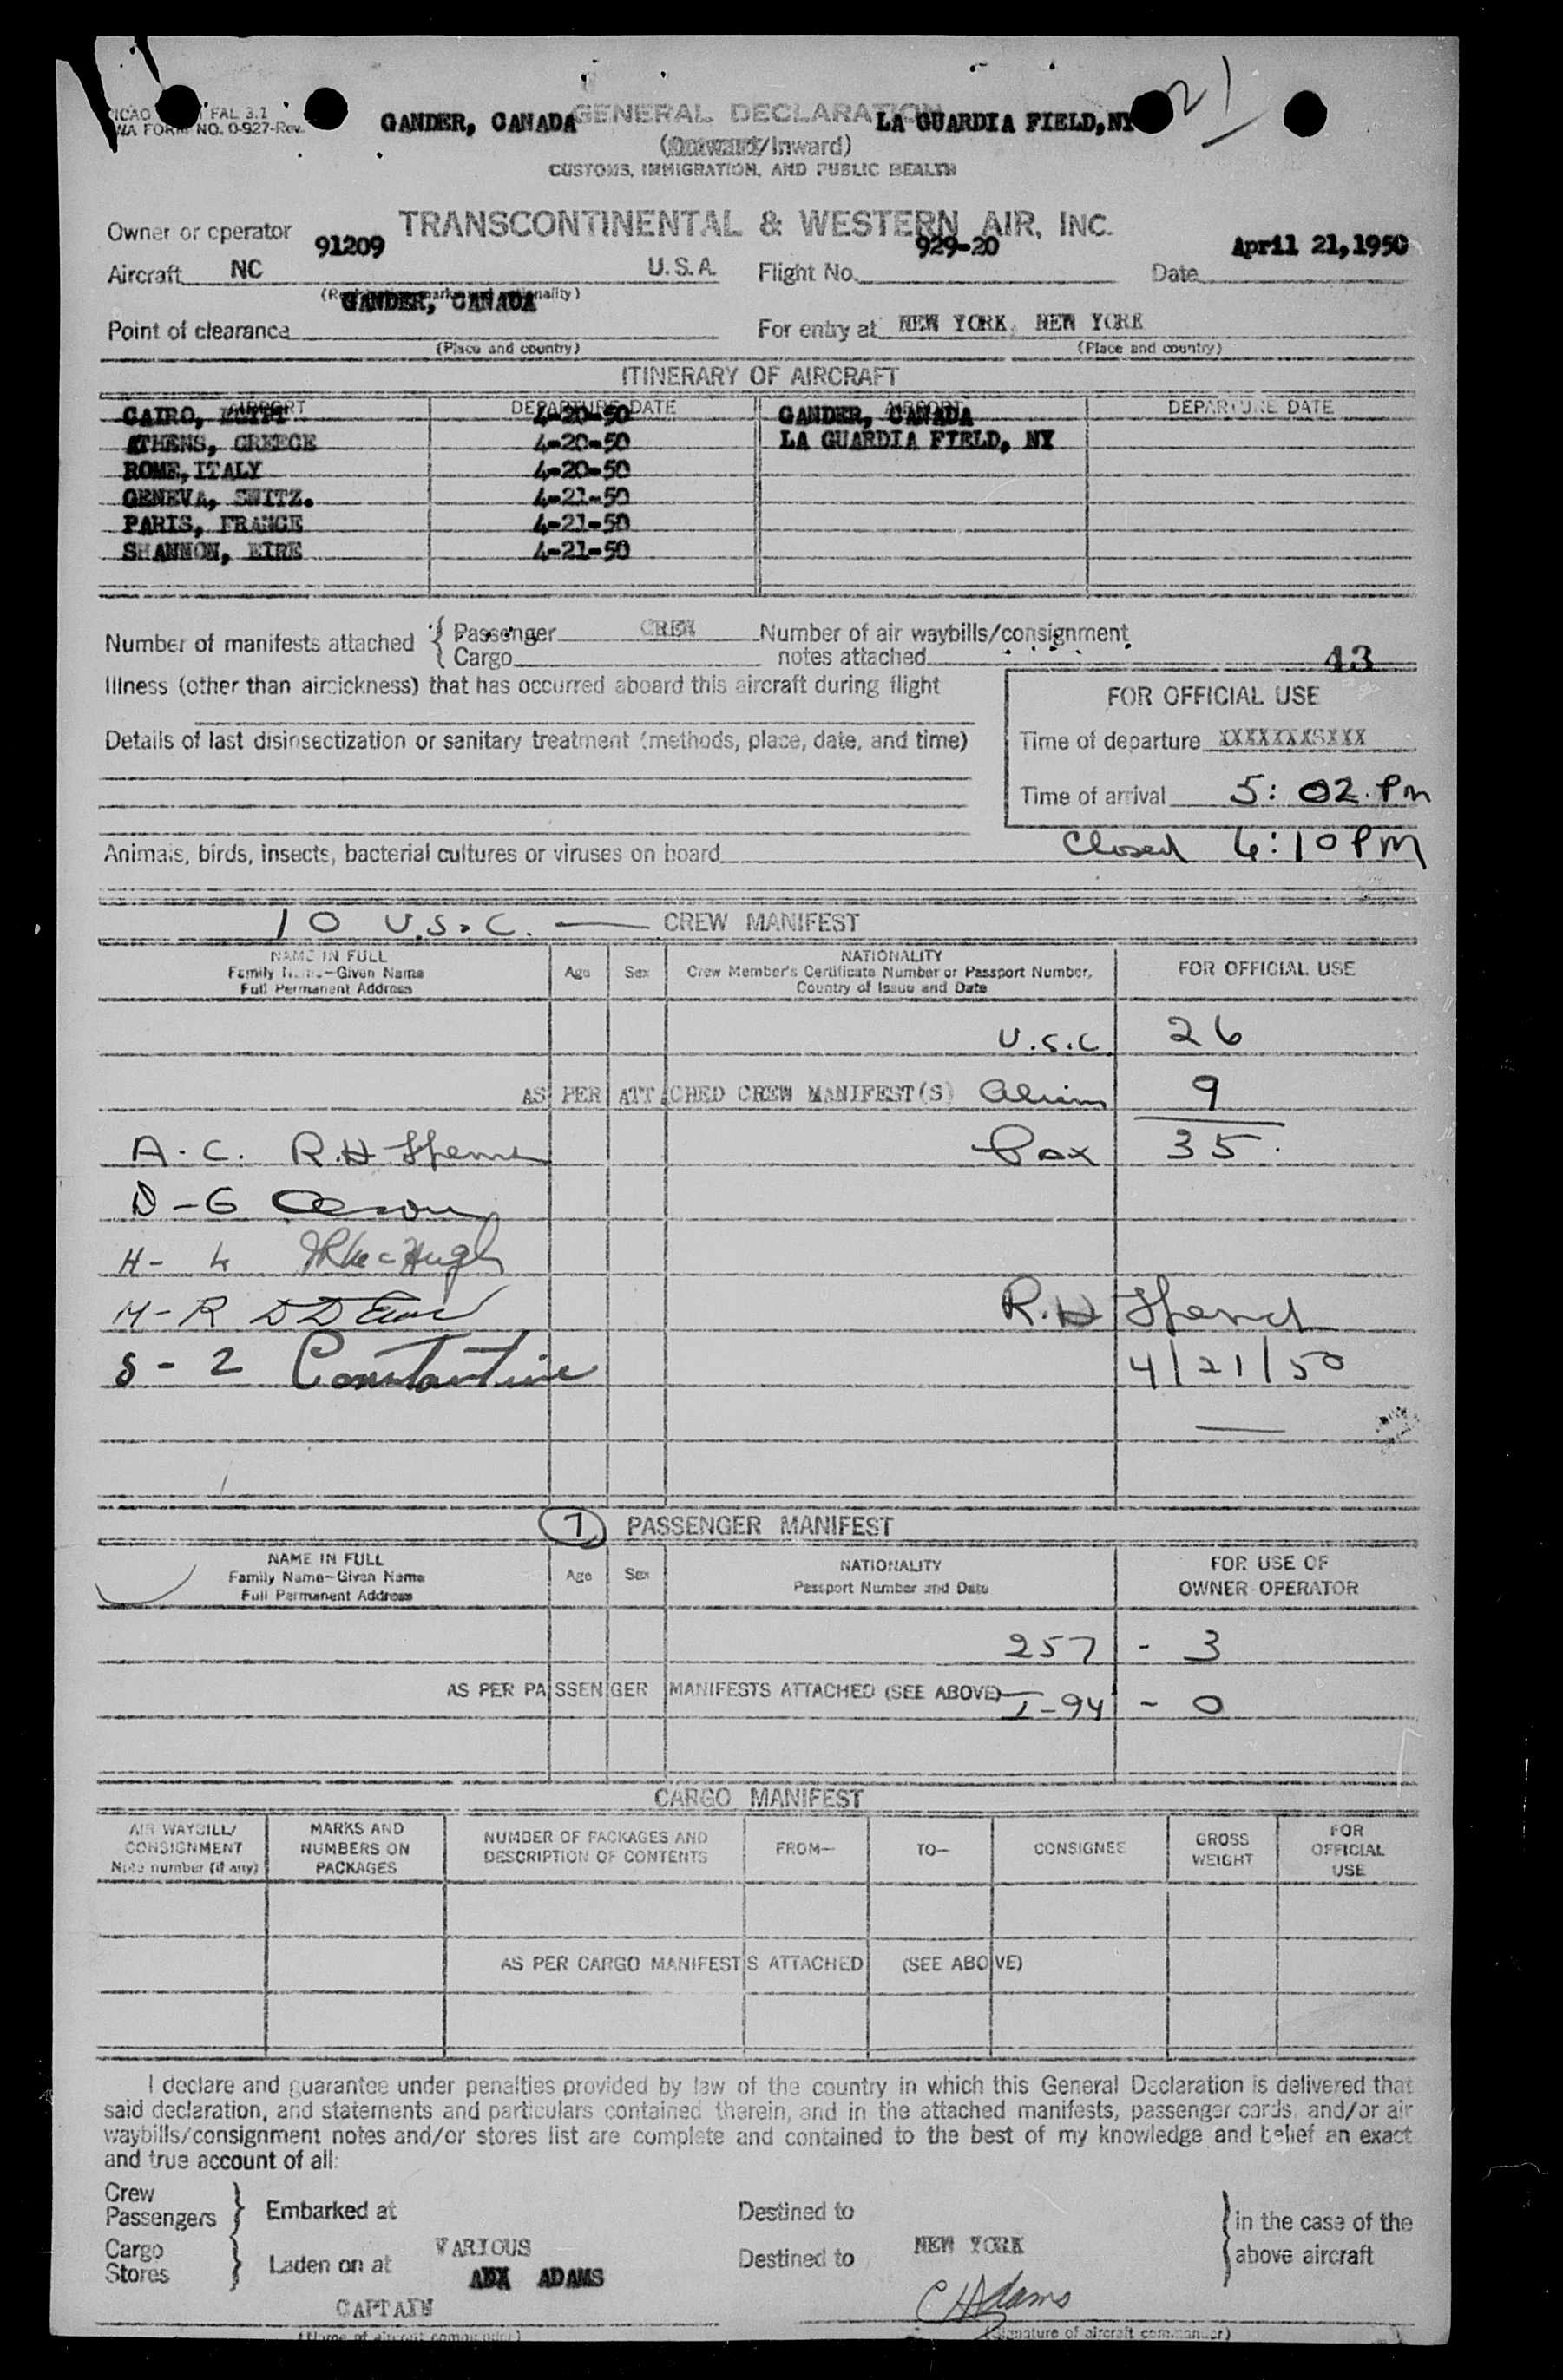 ICAO FAL 3.1
FORM NO. 0-927-Rev.
21
GANDER, CANADA GENERAL DECLARATION LA GUARDIA FIELD, NY
(Outward/Inward)
CUSTOMS, IMMIGRATION, AND PUBLIC HEALTH
Owner or operator TRANSCONTINENTAL & WESTERN AIR, INC.
Aircraft NC 91209 U.S.A. Flight No. 929-20 Date April 21, 1950
(Registration marks and nationality)
Point of clearance GANDER, CANADA For entry at NEW YORK, NEW YORK
(Place and country) (Place and country)
ITINERARY OF AIRCRAFT
AIRPORT DEPARTURE DATE AIRPORT DEPARTURE DATE
CAIRO, EGYPT 4-20-50 GANDER, CANADA
ATHENS, GREECE 4-20-50 LA GUARDIA FIELD, NY
ROME, ITALY 4-20-50
GENEVA, SWITZ. 4-21-50
PARIS, FRANCE 4-21-50
SHANNON, EIRE 4-21-50
Number of manifests attached { Passenger CREW Number of air waybills/consignment
Cargo notes attached 43
Illness (other than airsickness) that has occurred aboard this aircraft during flight
FOR OFFICIAL USE
Details of last disinsectization or sanitary treatment (methods, place, date, and time)
Time of departure XXXXXXXSXXX
Time of arrival 5:02 Pm
Closed 6:10 PM
Animals, birds, insects, bacterial cultures or viruses on board
10 U.S.C. — CREW MANIFEST
NAME IN FULL
Family Name—Given Name
Full Permanent Address
Age Sex
NATIONALITY
Crew Member's Certificate Number or Passport Number,
Country of Issue and Date
FOR OFFICIAL USE
U.S.C 26
AS PER ATTACHED CREW MANIFEST(S) Aliens 9
A.C. R.H. Pax 35
D-G
H- 4
M-R DD
R.H
S-2 Constantine 4/21/50
7 PASSENGER MANIFEST
NAME IN FULL
Family Name—Given Name
Full Permanent Address
Age Sex
NATIONALITY
Passport Number and Date
FOR USE OF
OWNER-OPERATOR
257 - 3
AS PER PASSENGER MANIFESTS ATTACHED (SEE ABOVE) I-94 - 0
CARGO MANIFEST
AIR WAYBILL/
CONSIGNMENT
Note number (if any)
MARKS AND
NUMBERS ON
PACKAGES
NUMBER OF PACKAGES AND
DESCRIPTION OF CONTENTS
FROM—
TO—
CONSIGNEE
GROSS
WEIGHT
FOR
OFFICIAL
USE
AS PER CARGO MANIFESTS ATTACHED (SEE ABOVE)
I declare and guarantee under penalties provided by law of the country in which this General Declaration is delivered that
said declaration, and statements and particulars contained therein, and in the attached manifests, passenger cards, and/or air
waybills/consignment notes and/or stores list are complete and contained to the best of my knowledge and belief an exact
and true account of all:
Crew
Passengers } Embarked at Destined to
Cargo
Stores } Laden on at VARIOUS Destined to NEW YORK
in the case of the
above aircraft
ADX ADAMS
CAPTAIN C H Adams
(Name of aircraft commander) (Signature of aircraft commander)